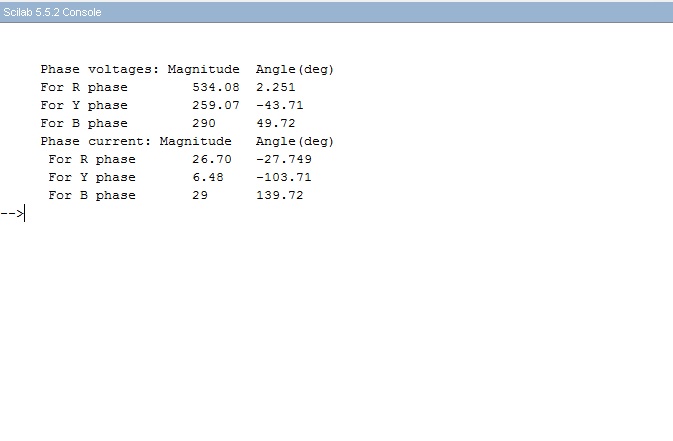 Scilab 5.5.2 Console
Phase voltages: Magnitude Angle(deg)
For R phase 534.08 2.251
For Y phase 259.07 -43.71
For B phase 290 49.72
Phase current: Magnitude Angle(deg)
For R phase 26.70 -27.749
For Y phase 6.48 -103.71
For B phase 29 139.72
-->